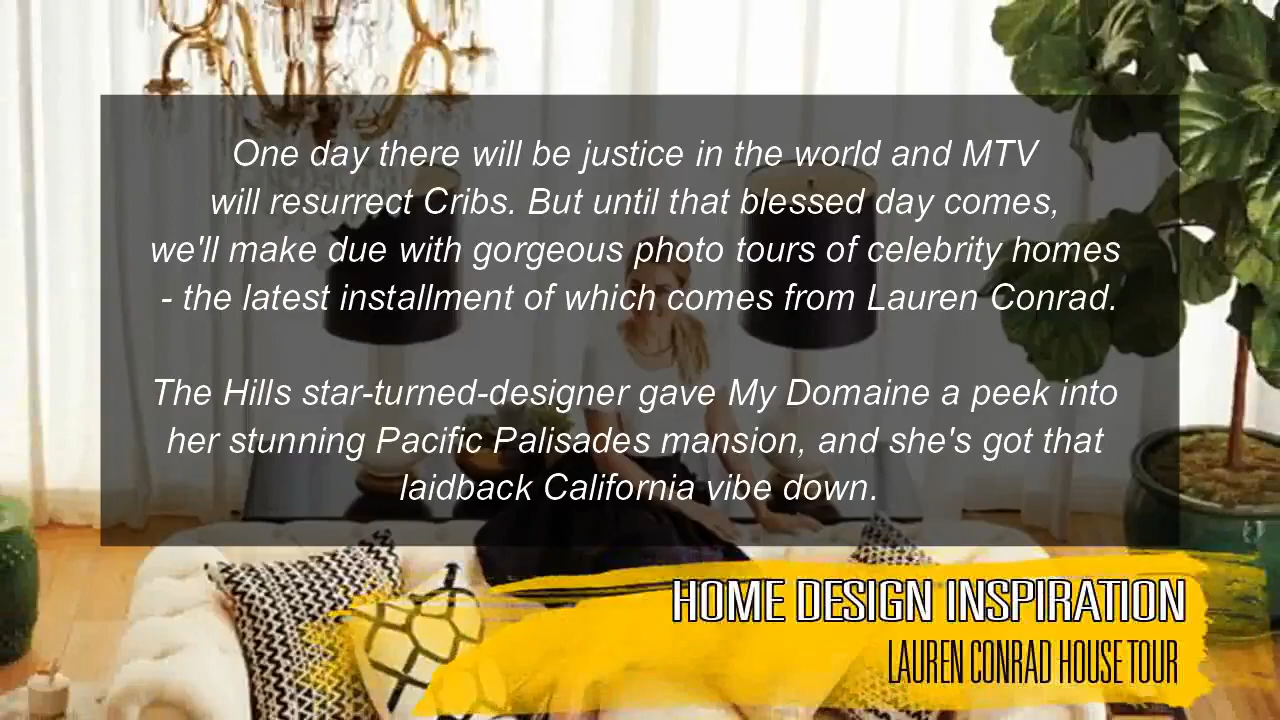 One day there will be justice in the world and MTV
will resurrect Cribs. But until that blessed day comes,
we'll make due with gorgeous photo tours of celebrity homes
- the latest installment of which comes from Lauren Conrad.
The Hills star-turned-designer gave My Domaine a peek into
her stunning Pacific Palisades mansion, and she's got that
laidback California vibe down.
HOME DESIGN INSPIRATION
LAUREN CONRAD HOUSE TOUR